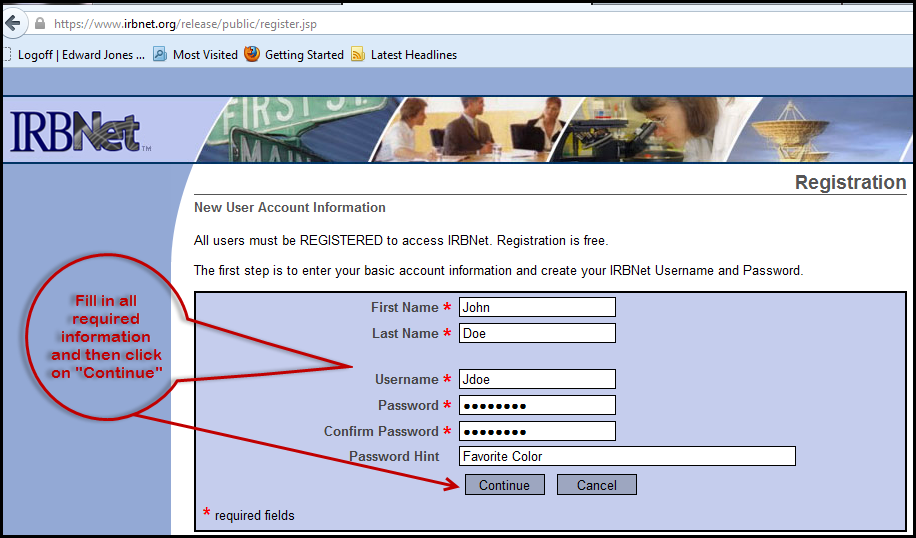 https://www.irbnet.org/release/public/register.jsp
Logoff | Edward Jones ... Most Visited Getting Started Latest Headlines
IRBNet™
FIRST ST.
MAIN
Registration
New User Account Information
All users must be REGISTERED to access IRBNet. Registration is free.
The first step is to enter your basic account information and create your IRBNet Username and Password.
Fill in all
required
information
and then click
on "Continue"
First Name * John
Last Name * Doe
Username * Jdoe
Password * ●●●●●●●●
Confirm Password * ●●●●●●●●
Password Hint Favorite Color
Continue Cancel
* required fields